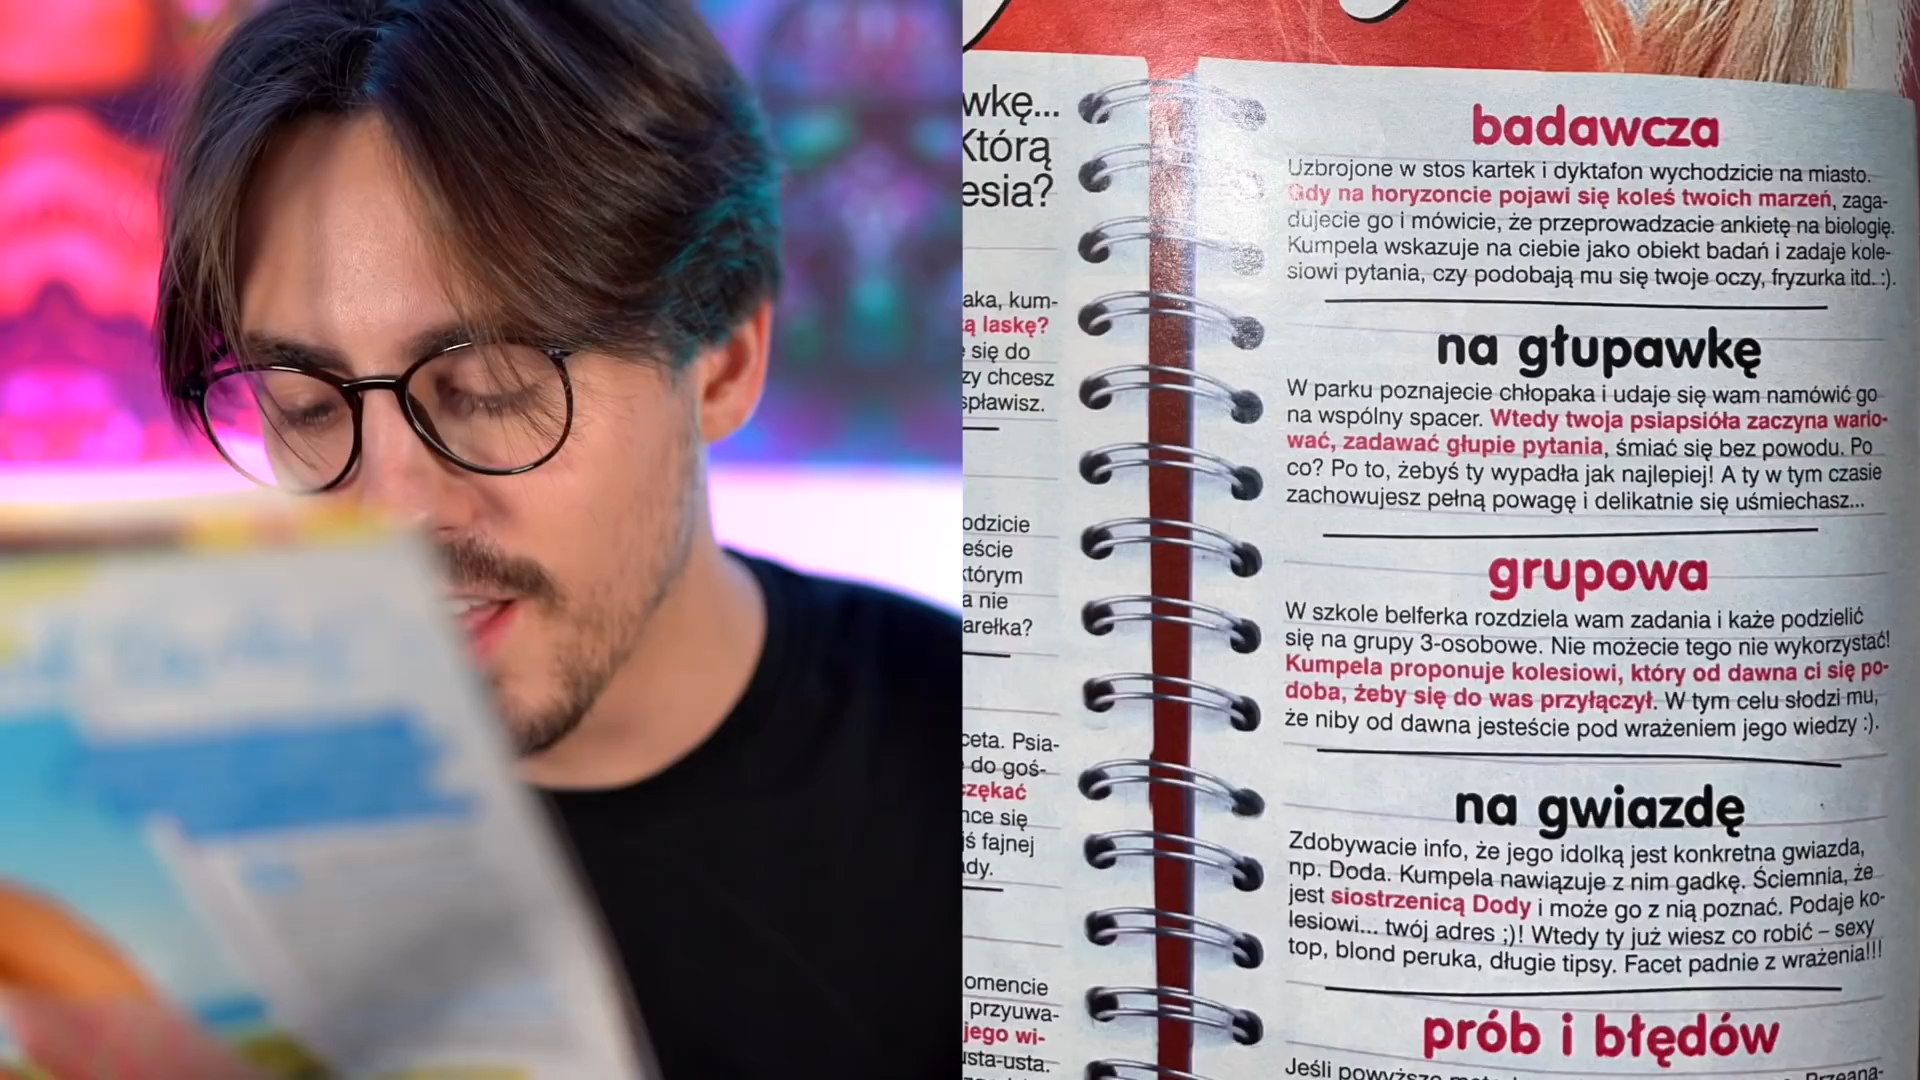 wkę...
Którą
esia?
aka, kum-
ą laskę?
się do
zy chcesz
spławisz.
odzicie
eście
którym
a nie
arełka?
ceta. Psia-
do goś-
czękać
nce się
iś fajnej
ady.
omencie
przyuwa-
jego wi-
usta-usta.
badawcza
Uzbrojone w stos kartek i dyktafon wychodzicie na miasto.
Gdy na horyzoncie pojawi się koleś twoich marzeń, zaga-
dujecie go i mówicie, że przeprowadzacie ankietę na biologię.
Kumpela wskazuje na ciebie jako obiekt badań i zadaje kole-
siowi pytania, czy podobają mu się twoje oczy, fryzurka itd. :).
na głupawkę
W parku poznajecie chłopaka i udaje się wam namówić go
na wspólny spacer. Wtedy twoja psiapsióła zaczyna wario-
wać, zadawać głupie pytania, śmiać się bez powodu. Po
co? Po to, żebyś ty wypadła jak najlepiej! A ty w tym czasie
zachowujesz pełną powagę i delikatnie się uśmiechasz...
grupowa
W szkole belferka rozdziela wam zadania i każe podzielić
się na grupy 3-osobowe. Nie możecie tego nie wykorzystać!
Kumpela proponuje kolesiowi, który od dawna ci się po-
doba, żeby się do was przyłączył. W tym celu słodzi mu,
że niby od dawna jesteście pod wrażeniem jego wiedzy :).
na gwiazdę
Zdobywacie info, że jego idolką jest konkretna gwiazda,
np. Doda. Kumpela nawiązuje z nim gadkę. Ściemnia, że
jest siostrzenicą Dody i może go z nią poznać. Podaje ko-
lesiowi... twój adres ;)! Wtedy ty już wiesz co robić – sexy
top, blond peruka, długie tipsy. Facet padnie z wrażenia!!!
prób i błędów
Jeśli powyższe